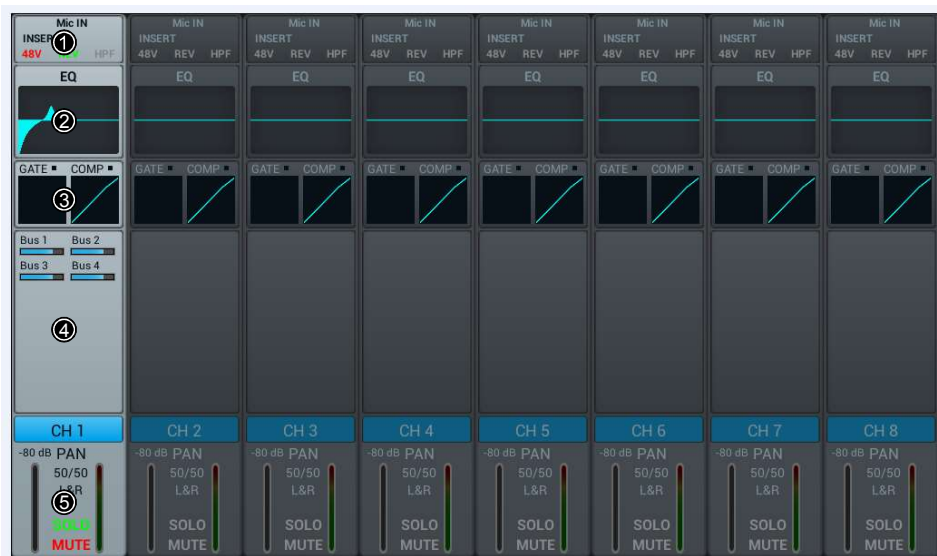 Mic IN Mic IN Mic IN Mic IN Mic IN Mic IN Mic IN Mic IN
INSERT INSERT INSERT INSERT INSERT INSERT INSERT INSERT
①
48V REV HPF 48V REV HPF 48V REV HPF 48V REV HPF 48V REV HPF 48V REV HPF 48V REV HPF 48V REV HPF
EQ EQ EQ EQ EQ EQ EQ EQ
②
GATE COMP GATE COMP GATE COMP GATE COMP GATE COMP GATE COMP GATE COMP GATE COMP
③
Bus 1 Bus 2
Bus 3 Bus 4
④
CH 1 CH 2 CH 3 CH 4 CH 5 CH 6 CH 7 CH 8
-80 dB PAN -80 dB PAN -80 dB PAN -80 dB PAN -80 dB PAN -80 dB PAN -80 dB PAN -80 dB PAN
50/50 50/50 50/50 50/50 50/50 50/50 50/50 50/50
L&R L&R L&R L&R L&R L&R L&R L&R
⑤
SOLO SOLO SOLO SOLO SOLO SOLO SOLO SOLO
MUTE MUTE MUTE MUTE MUTE MUTE MUTE MUTE